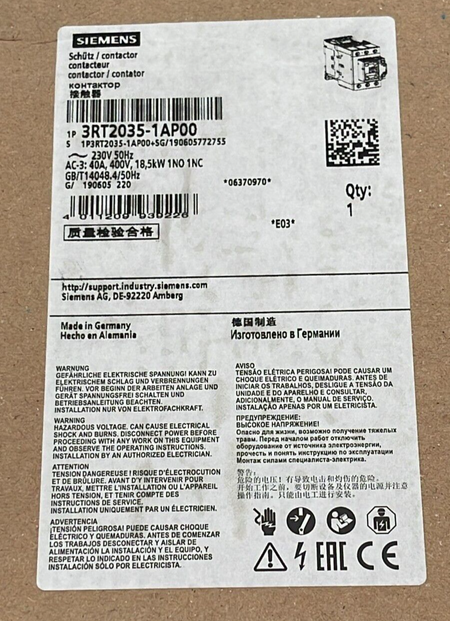 SIEMENS
Schütz / contactor
contacteur
contactor / contator
контактор
接触器
1P 3RT2035-1AP00
S 1P3RT2035-1AP00+SG/190605772755
~ 230V 50Hz
AC-3: 40A, 400V, 18,5kW 1NO 1NC
GB/T14048.4/50Hz
G/ 190605 220
*06370970*
Qty:
1
4 011209 030226
*E03*
质量检验合格
http://support.industry.siemens.com
Siemens AG, DE-92220 Amberg
Made in Germany
Hecho en Alemania
德国制造
Изготовлено в Германии
WARNUNG
GEFÄHRLICHE ELEKTRISCHE SPANNUNG! KANN ZU
ELEKTRISCHEM SCHLAG UND VERBRENNUNGEN
FÜHREN. VOR BEGINN DER ARBEITEN ANLAGE UND
GERÄT SPANNUNGSFREI SCHALTEN UND
BETRIEBSANLEITUNG BEACHTEN.
INSTALLATION NUR VON ELEKTROFACHKRAFT.
WARNING
HAZARDOUS VOLTAGE. CAN CAUSE ELECTRICAL
SHOCK AND BURNS. DISCONNECT POWER BEFORE
PROCEEDING WITH ANY WORK ON THIS EQUIPMENT
AND OBSERVE THE OPERATING INSTRUCTIONS.
INSTALLATION BY AN AUTHORIZED ELECTRICIAN.
ATTENTION
TENSION DANGEREUSE ! RISQUE D'ÉLECTROCUTION
ET DE BRÛLURE. AVANT D'Y INTERVENIR POUR
TRAVAUX, METTRE L'INSTALLATION OU L'APPAREIL
HORS TENSION, ET TENIR COMPTE DES
INSTRUCTIONS DE SERVICE.
INSTALLATION UNIQUEMENT PAR UN ÉLECTRICIEN.
ADVERTENCIA
¡TENSIÓN PELIGROSA! PUEDE CAUSAR CHOQUE
ELÉCTRICO Y QUEMADURAS. ANTES DE COMENZAR
LOS TRABAJOS DESCONECTAR Y AISLAR DE
ALIMENTACIÓN LA INSTALACIÓN Y EL EQUIPO, Y
RESPETAR LO INDICADO EN LAS INSTRUCCIONES
INSTALACIÓN SÓLO POR ELECTRICISTA.
AVISO
TENSÃO ELÉTRICA PERIGOSA! PODE CAUSAR UM
CHOQUE ELÉTRICO E QUEIMADURAS. ANTES DE
INICIAR OS TRABALHOS, DESLIGUE A TENSÃO DA
UNIDADE E DO APARELHO E CONSULTAR,
ADICIONALMENTE, O MANUAL DE SERVIÇO.
INSTALAÇÃO APENAS POR UM ELETRICISTA.
ПРЕДУПРЕЖДЕНИЕ:
ВЫСОКОЕ НАПРЯЖЕНИЕ.
Опасно для жизни, возможно получение тяжелых
травм. Перед началом работ отключить
оборудование от источника электроэнергии,
прочесть и понять инструкцию по эксплуатации
Монтаж силами специалиста-электрика.
警告:
危险的电压! 有导致电击和灼伤的危险。在
开始工作之前, 要切断设备及仪器的电源并注意
操作指南。只能由电工进行安装。
EAC CE